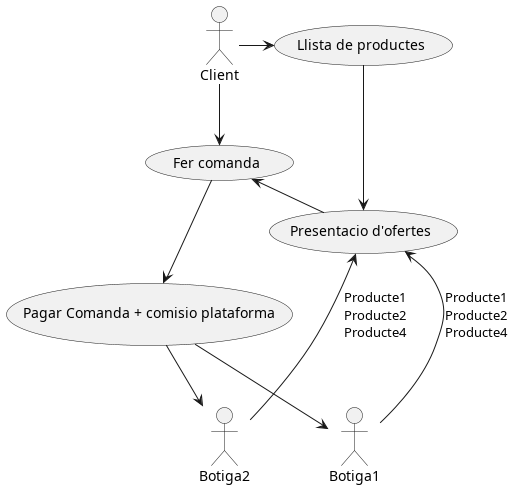 Client
Llista de productes
Fer comanda
Presentacio d'ofertes
Producte1
Producte2
Producte4
Producte1
Producte2
Producte4
Pagar Comanda + comisio plataforma
Botiga2
Botiga1